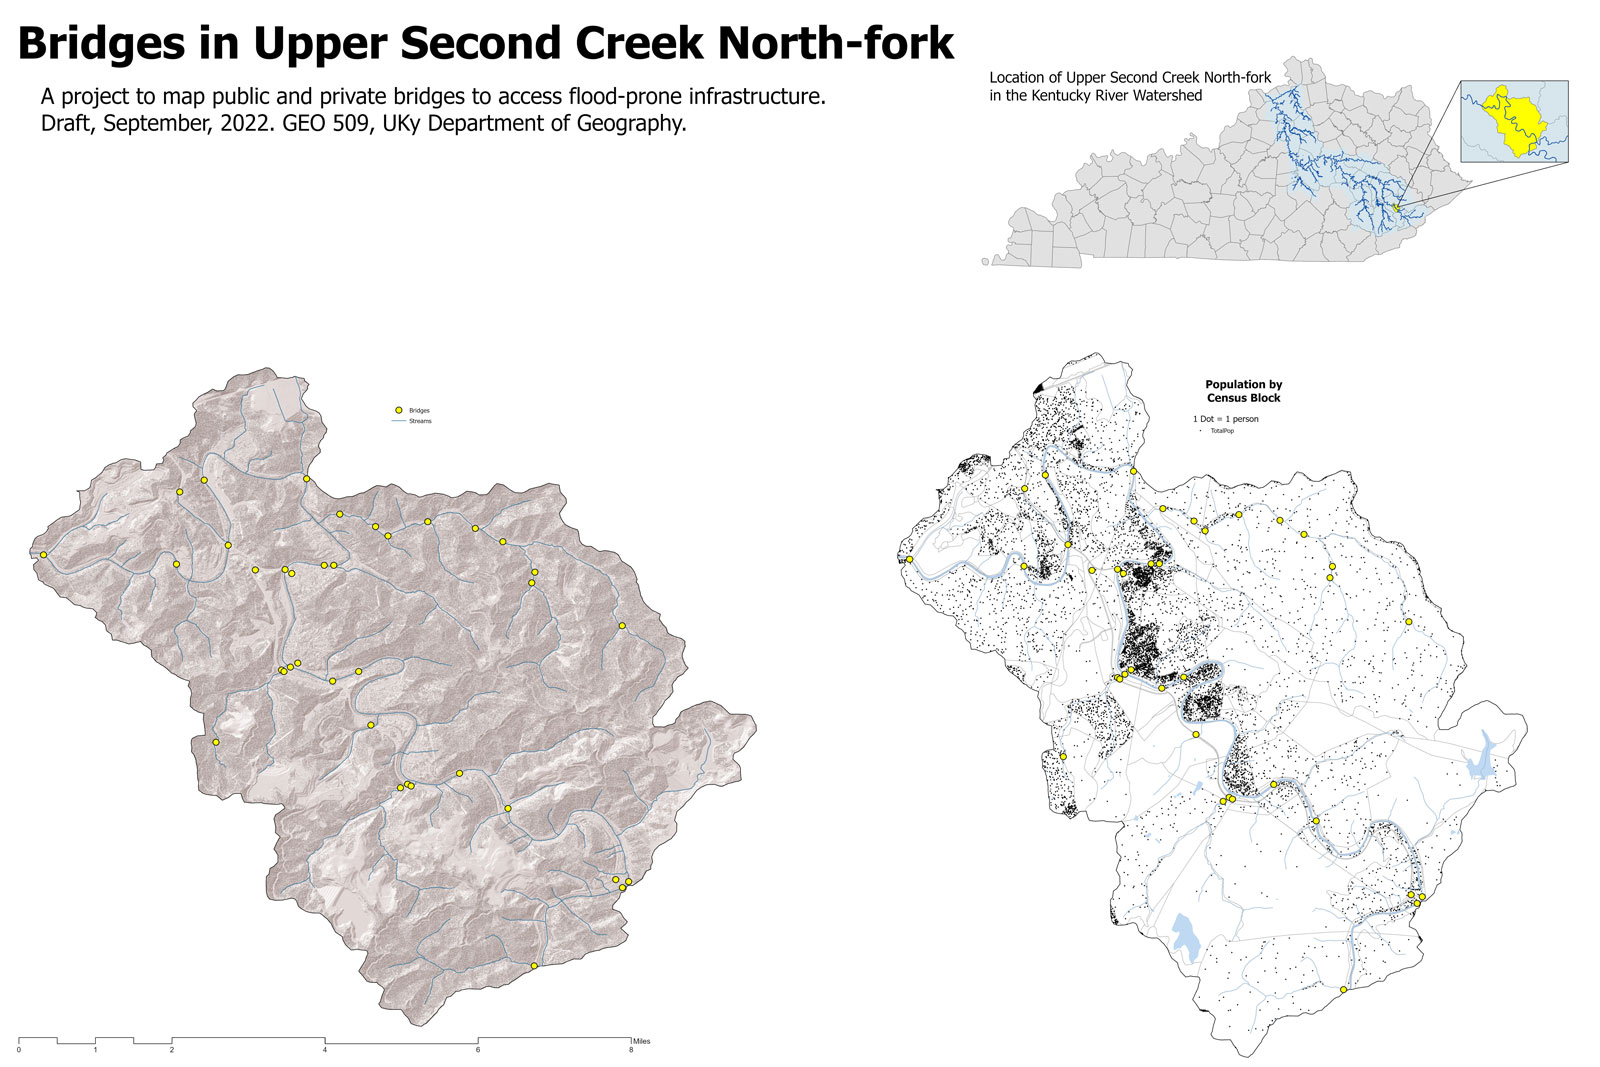 Bridges in Upper Second Creek North-fork
A project to map public and private bridges to access flood-prone infrastructure.
Draft, September, 2022. GEO 509, UKy Department of Geography.
Location of Upper Second Creek North-fork
in the Kentucky River Watershed
Bridges
Streams
Population by
Census Block
1 Dot = 1 person
TotalPop
Miles
0 1 2 4 6 8